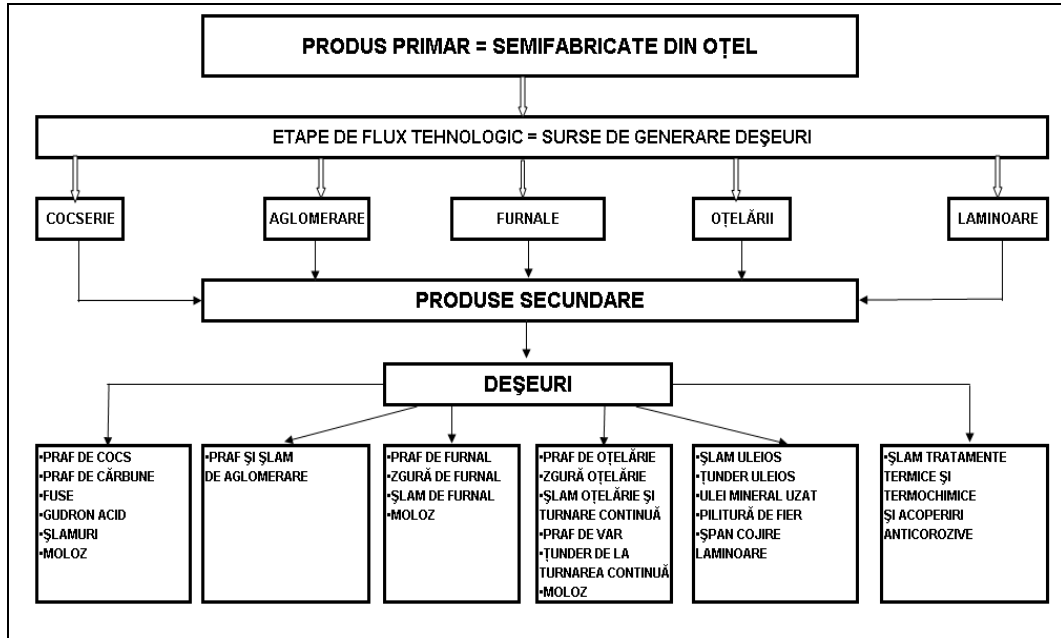 PRODUS PRIMAR = SEMIFABRICATE DIN OȚEL
ETAPE DE FLUX TEHNOLOGIC = SURSE DE GENERARE DEŞEURI
COCSERIE
AGLOMERARE
FURNALE
OȚELĂRII
LAMINOARE
PRODUSE SECUNDARE
DEŞEURI
•PRAF DE COCS
•PRAF DE CĂRBUNE
•FUSE
•GUDRON ACID
•ŞLAMURI
•MOLOZ
•PRAF ŞI ŞLAM
DE AGLOMERARE
•PRAF DE FURNAL
•ZGURĂ DE FURNAL
•ŞLAM DE FURNAL
•MOLOZ
•PRAF DE OȚELĂRIE
•ZGURĂ OȚELĂRIE
•ŞLAM OȚELĂRIE ŞI
TURNARE CONTINUĂ
•PRAF DE VAR
•ȚUNDER DE LA
TURNAREA CONTINUĂ
•MOLOZ
•ŞLAM ULEIOS
•ȚUNDER ULEIOS
•ULEI MINERAL UZAT
•PILITURĂ DE FIER
•ŞPAN COJIRE
LAMINOARE
•ŞLAM TRATAMENTE
TERMICE ŞI
TERMOCHIMICE
ŞI ACOPERIRI
ANTICOROZIVE